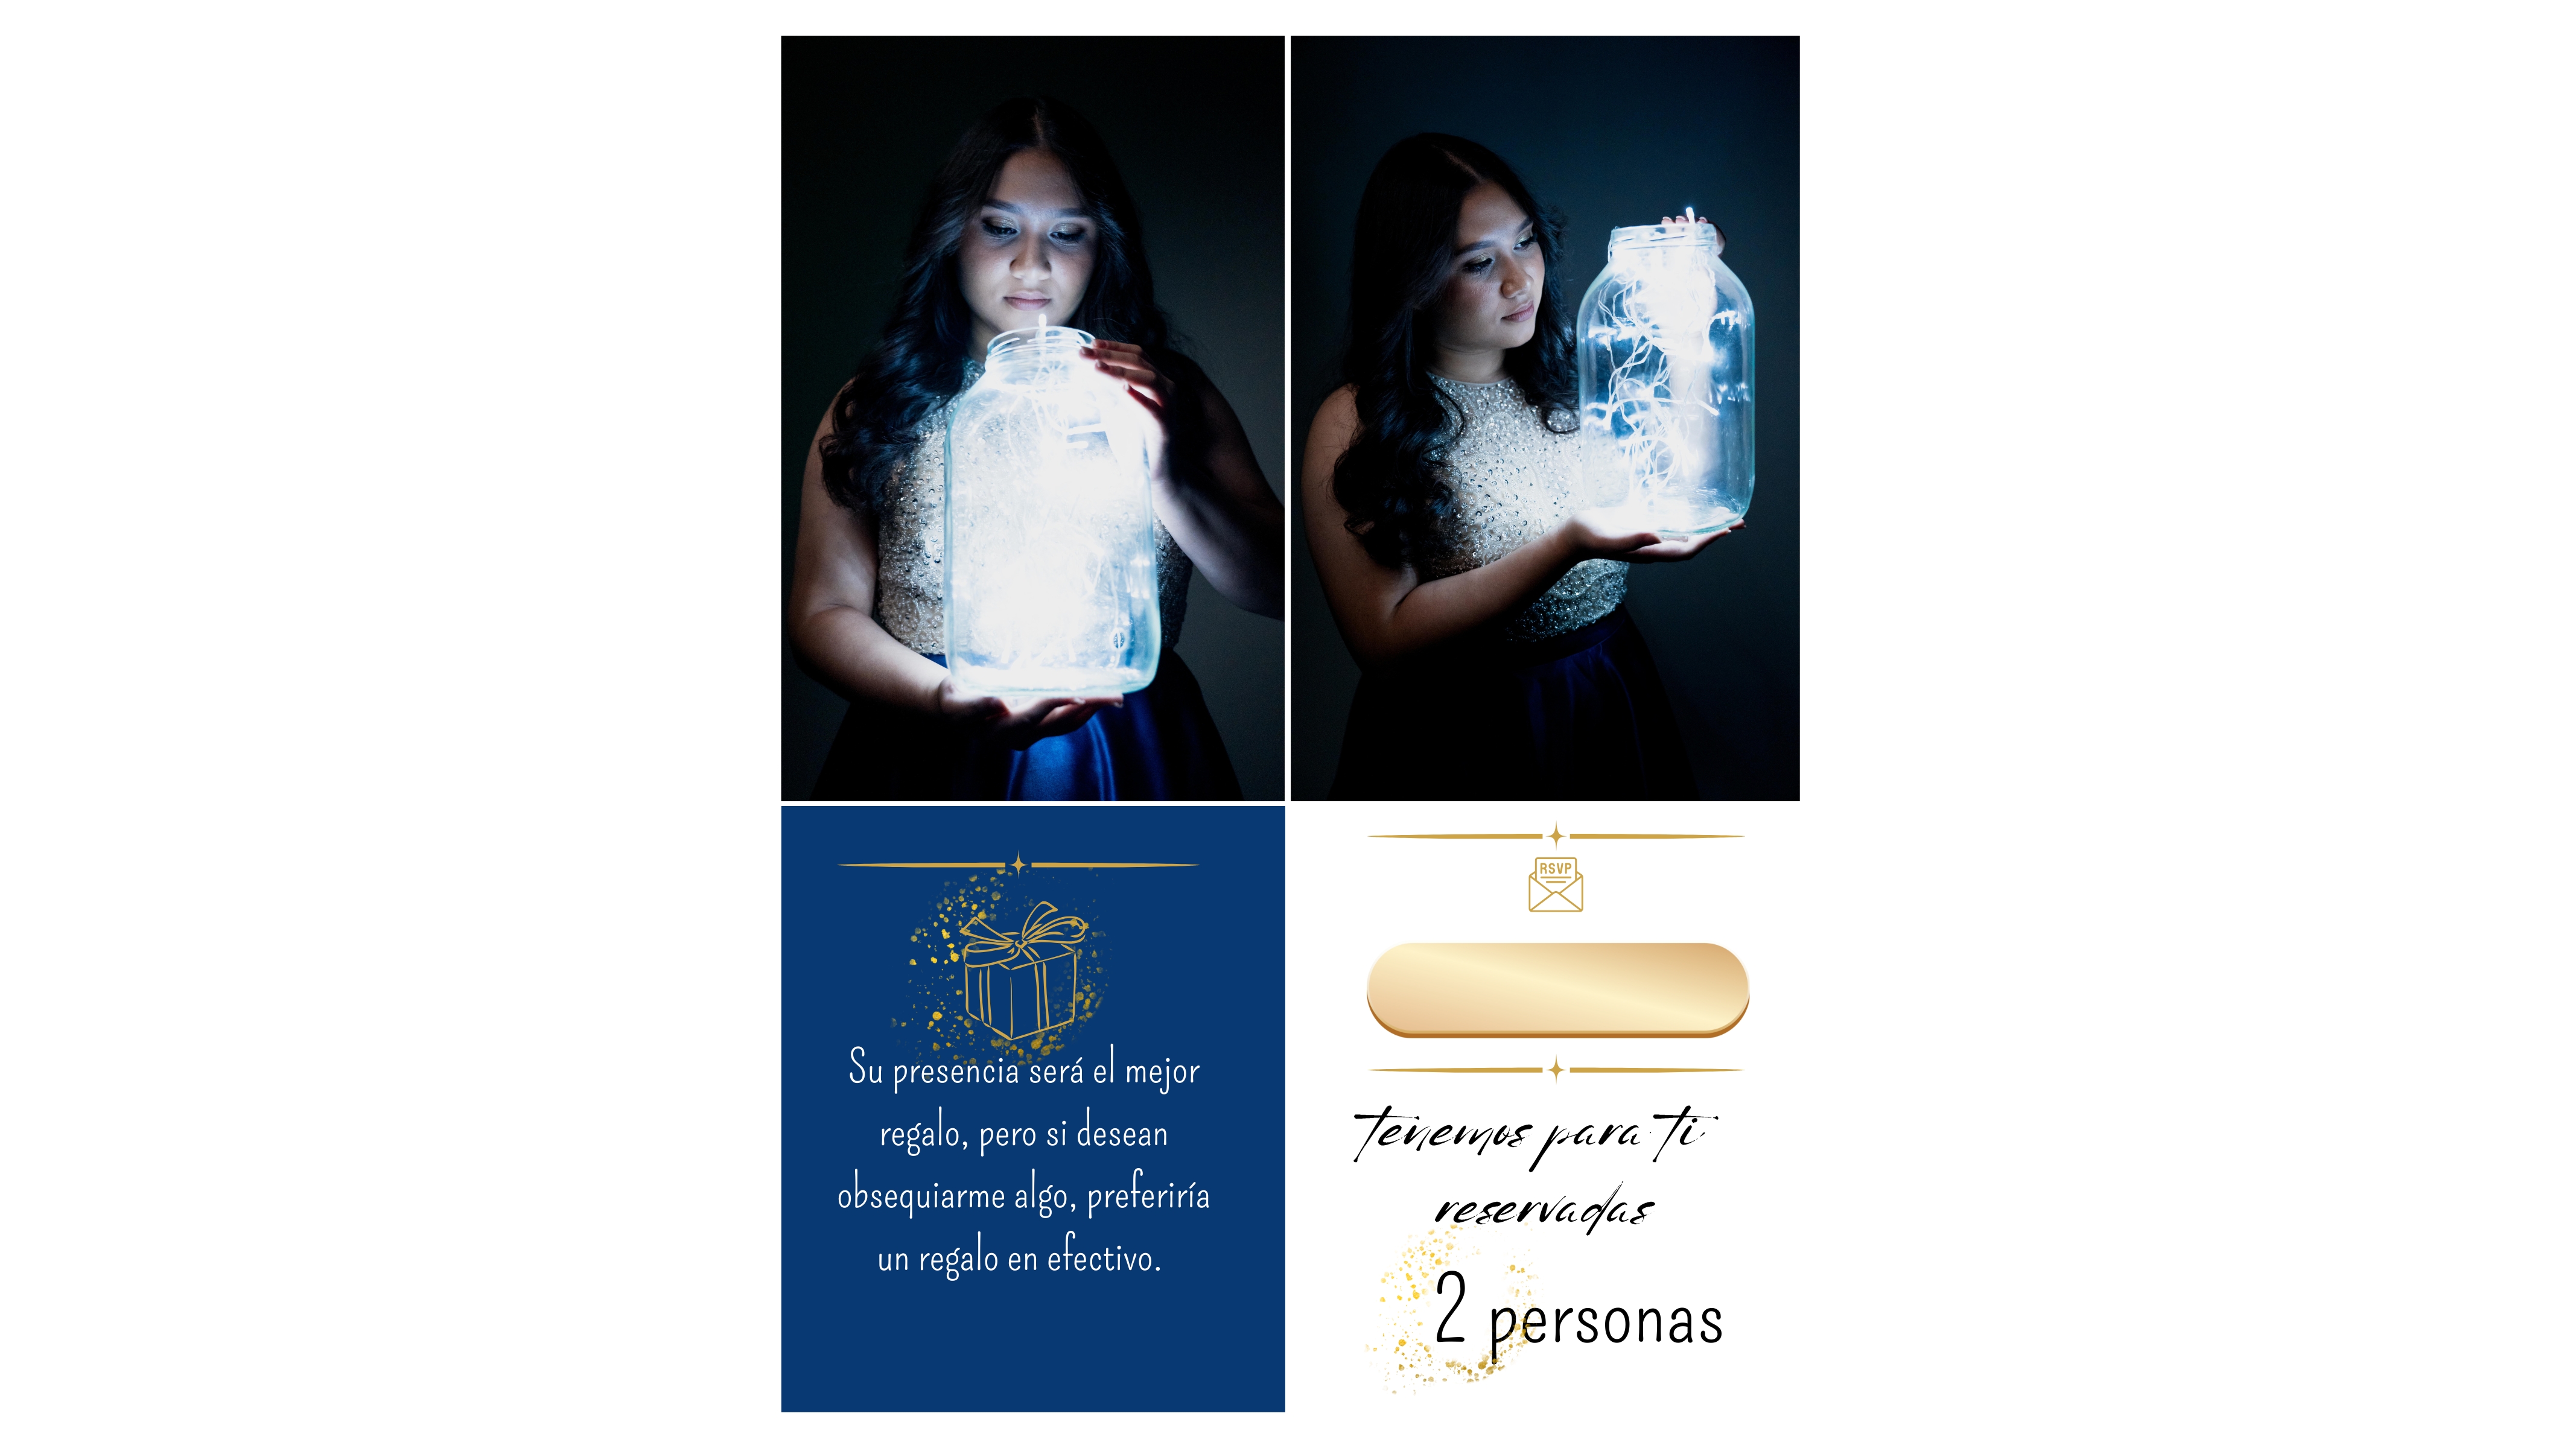 Su presencia será el mejor
regalo, pero si desean
obsequiarme algo, preferiría
un regalo en efectivo.
RSVP
tenemos para ti
reservadas
2 personas